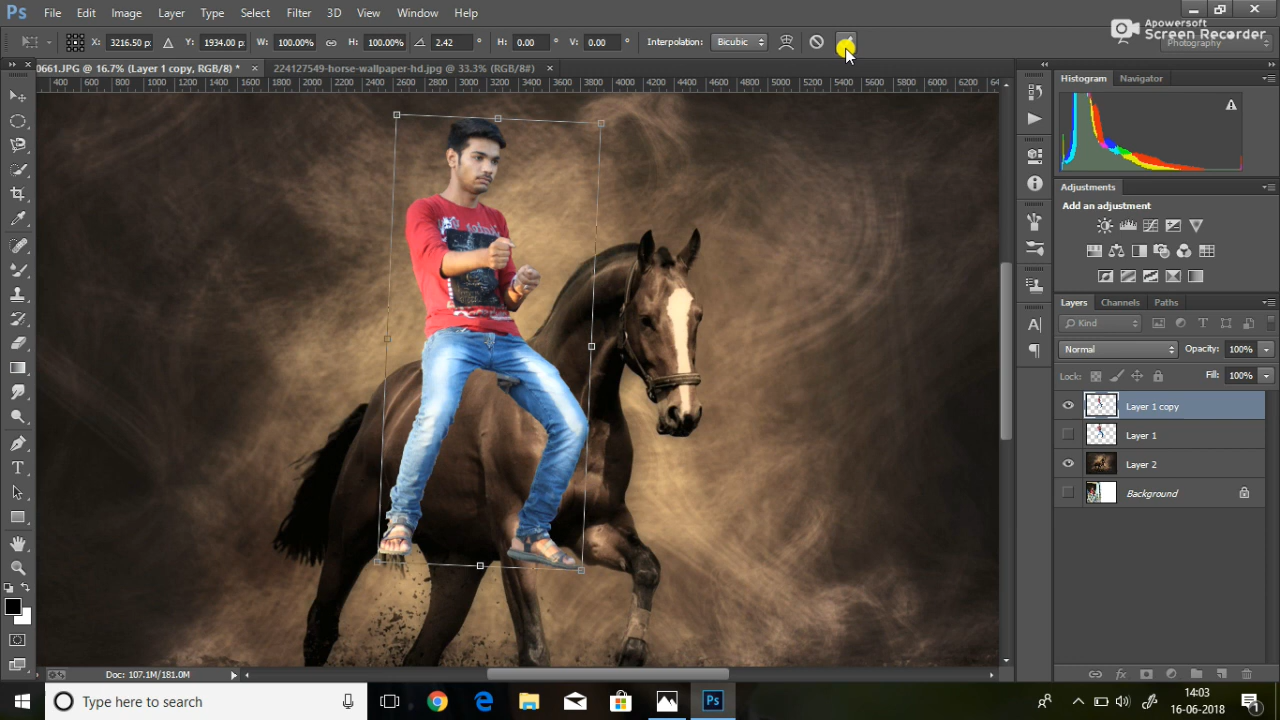 Ps File Edit Image Layer Type Select Filter 3D View Window Help
Apowersoft
Screen Recorder
X: 3216.50 px Y: 1934.00 px W: 100.00% H: 100.00% 2.42 ° H: 0.00 ° V: 0.00 ° Interpolation: Bicubic Photography
0661.JPG @ 16.7% (Layer 1 copy, RGB/8) * × 224127549-horse-wallpaper-hd.jpg @ 33.3% (RGB/8#) ×
400 600 800 1000 1200 1400 1600 1800 2000 2200 2400 2600 2800 3000 3200 3400 3600 3800 4000 4200 4400 4600 4800 5000 5200 5400 5600 5800 6000 6200 64
Histogram Navigator
Adjustments
Add an adjustment
Layers Channels Paths
Kind
Normal Opacity: 100%
Lock: Fill: 100%
Layer 1 copy
Layer 1
Layer 2
Background
Doc: 107.1M/181.0M
Type here to search
Ps
14:03
16-06-2018
1